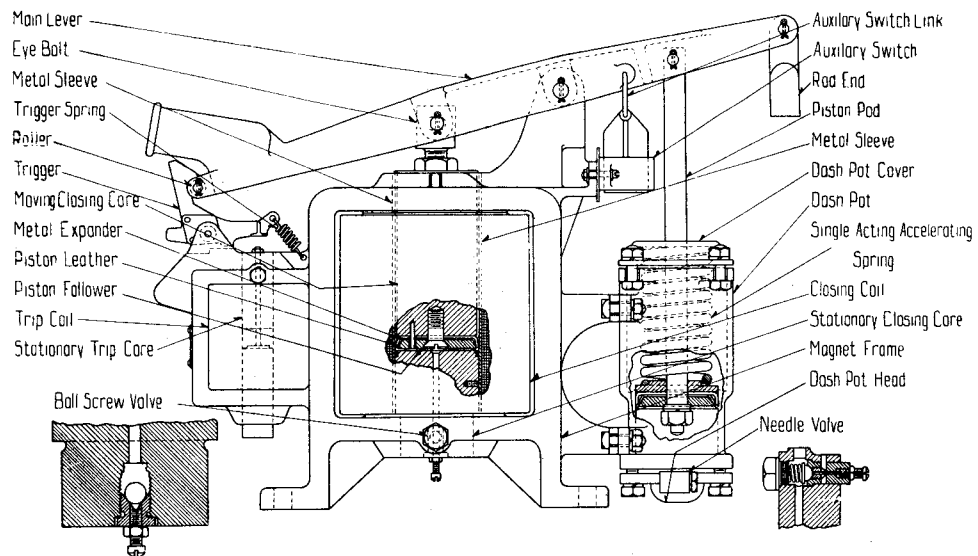 Main Lever
Eye Bolt
Metal Sleeve
Trigger Spring
Roller
Trigger
Moving Closing Core
Metal Expander
Piston Leather
Piston Follower
Trip Coil
Stationary Trip Core
Ball Screw Valve
Auxilary Switch Link
Auxilary Switch
Rod End
Piston Rod
Metal Sleeve
Dash Pot Cover
Dash Pot
Single Acting Accelerating
Spring
Closing Coil
Stationary Closing Core
Magnet Frame
Dash Pot Head
Needle Valve